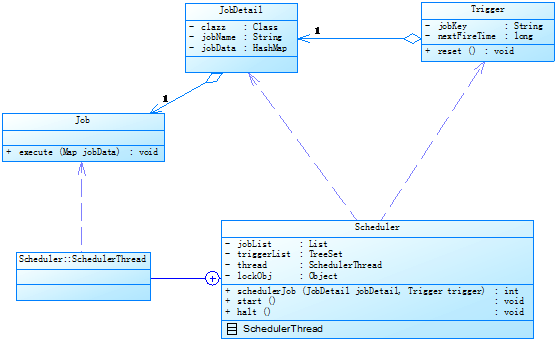 JobDetail
- clazz : Class
- jobName : String
- jobData : HashMap
Trigger
- jobKey : String
- nextFireTime : long
+ reset () : void
1
1
Job
+ execute (Map jobData) : void
Scheduler::SchedulerThread
Scheduler
- jobList : List
- triggerList : TreeSet
- thread : SchedulerThread
- lockObj : Object
+ schedulerJob (JobDetail jobDetail, Trigger trigger) : int
+ start () : void
+ halt () : void
SchedulerThread